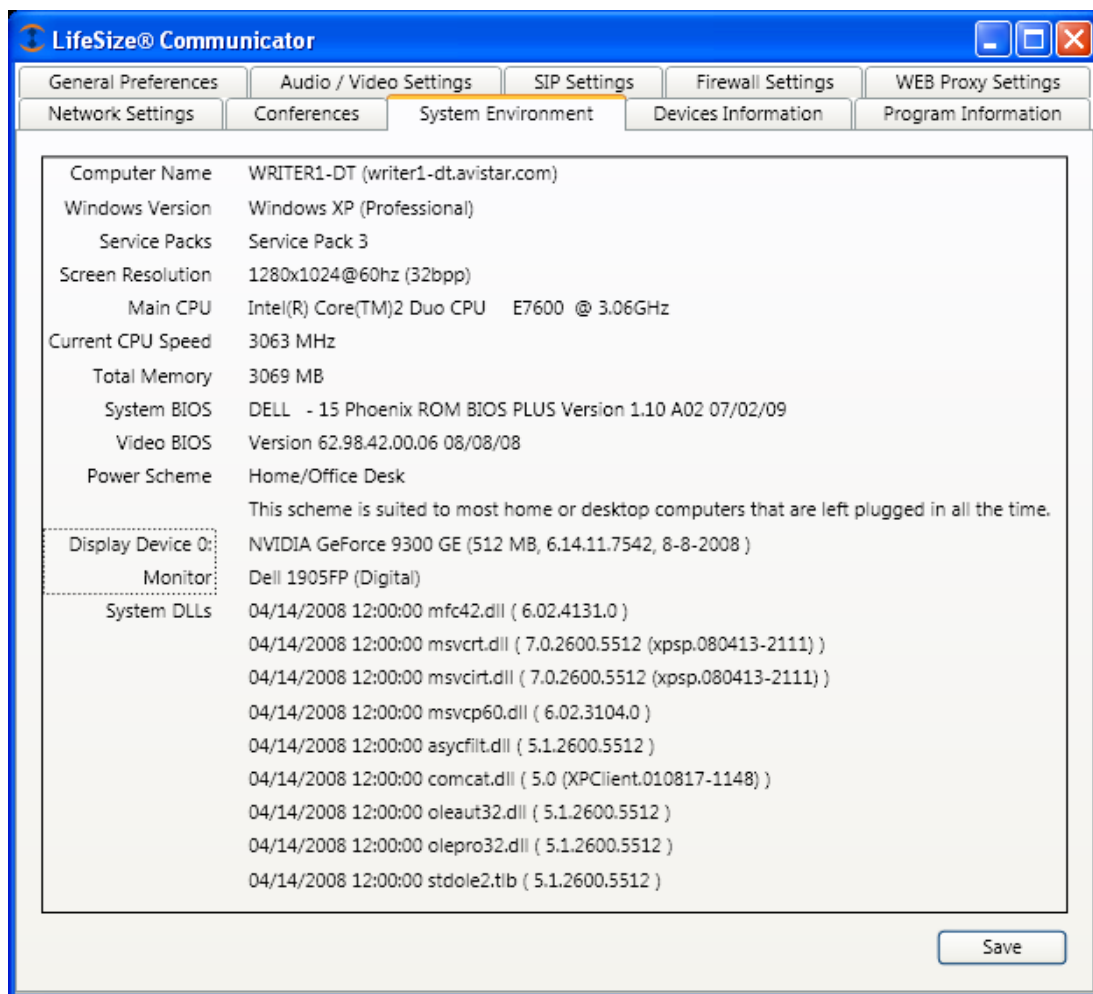 LifeSize® Communicator
General Preferences Audio / Video Settings SIP Settings Firewall Settings WEB Proxy Settings
Network Settings Conferences System Environment Devices Information Program Information
Computer Name WRITER1-DT (writer1-dt.avistar.com)
Windows Version Windows XP (Professional)
Service Packs Service Pack 3
Screen Resolution 1280x1024@60hz (32bpp)
Main CPU Intel(R) Core(TM)2 Duo CPU E7600 @ 3.06GHz
Current CPU Speed 3063 MHz
Total Memory 3069 MB
System BIOS DELL - 15 Phoenix ROM BIOS PLUS Version 1.10 A02 07/02/09
Video BIOS Version 62.98.42.00.06 08/08/08
Power Scheme Home/Office Desk
This scheme is suited to most home or desktop computers that are left plugged in all the time.
Display Device 0: NVIDIA GeForce 9300 GE (512 MB, 6.14.11.7542, 8-8-2008 )
Monitor Dell 1905FP (Digital)
System DLLs 04/14/2008 12:00:00 mfc42.dll ( 6.02.4131.0 )
04/14/2008 12:00:00 msvcrt.dll ( 7.0.2600.5512 (xpsp.080413-2111) )
04/14/2008 12:00:00 msvcirt.dll ( 7.0.2600.5512 (xpsp.080413-2111) )
04/14/2008 12:00:00 msvcp60.dll ( 6.02.3104.0 )
04/14/2008 12:00:00 asycfilt.dll ( 5.1.2600.5512 )
04/14/2008 12:00:00 comcat.dll ( 5.0 (XPClient.010817-1148) )
04/14/2008 12:00:00 oleaut32.dll ( 5.1.2600.5512 )
04/14/2008 12:00:00 olepro32.dll ( 5.1.2600.5512 )
04/14/2008 12:00:00 stdole2.tlb ( 5.1.2600.5512 )
Save